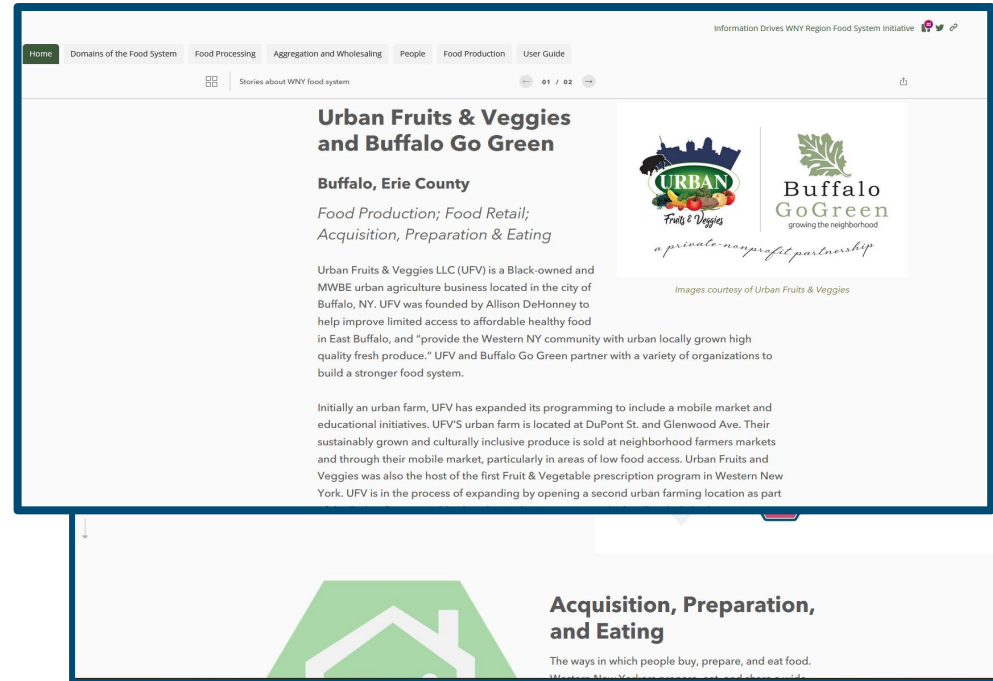 Information Drives WNY Region Food System Initiative
Home Domains of the Food System Food Processing Aggregation and Wholesaling People Food Production User Guide
Stories about WNY food system ← 01 / 02 →
Urban Fruits & Veggies
and Buffalo Go Green
Buffalo, Erie County
Food Production; Food Retail;
Acquisition, Preparation & Eating
URBAN
Fruits & Veggies
Buffalo
GoGreen
growing the neighborhood
a private-nonprofit partnership
Images courtesy of Urban Fruits & Veggies
Urban Fruits & Veggies LLC (UFV) is a Black-owned and
MWBE urban agriculture business located in the city of
Buffalo, NY. UFV was founded by Allison DeHonney to
help improve limited access to affordable healthy food
in East Buffalo, and “provide the Western NY community with urban locally grown high
quality fresh produce.” UFV and Buffalo Go Green partner with a variety of organizations to
build a stronger food system.
Initially an urban farm, UFV has expanded its programming to include a mobile market and
educational initiatives. UFV'S urban farm is located at DuPont St. and Glenwood Ave. Their
sustainably grown and culturally inclusive produce is sold at neighborhood farmers markets
and through their mobile market, particularly in areas of low food access. Urban Fruits and
Veggies was also the host of the first Fruit & Vegetable prescription program in Western New
York. UFV is in the process of expanding by opening a second urban farming location as part
Acquisition, Preparation,
and Eating
The ways in which people buy, prepare, and eat food.